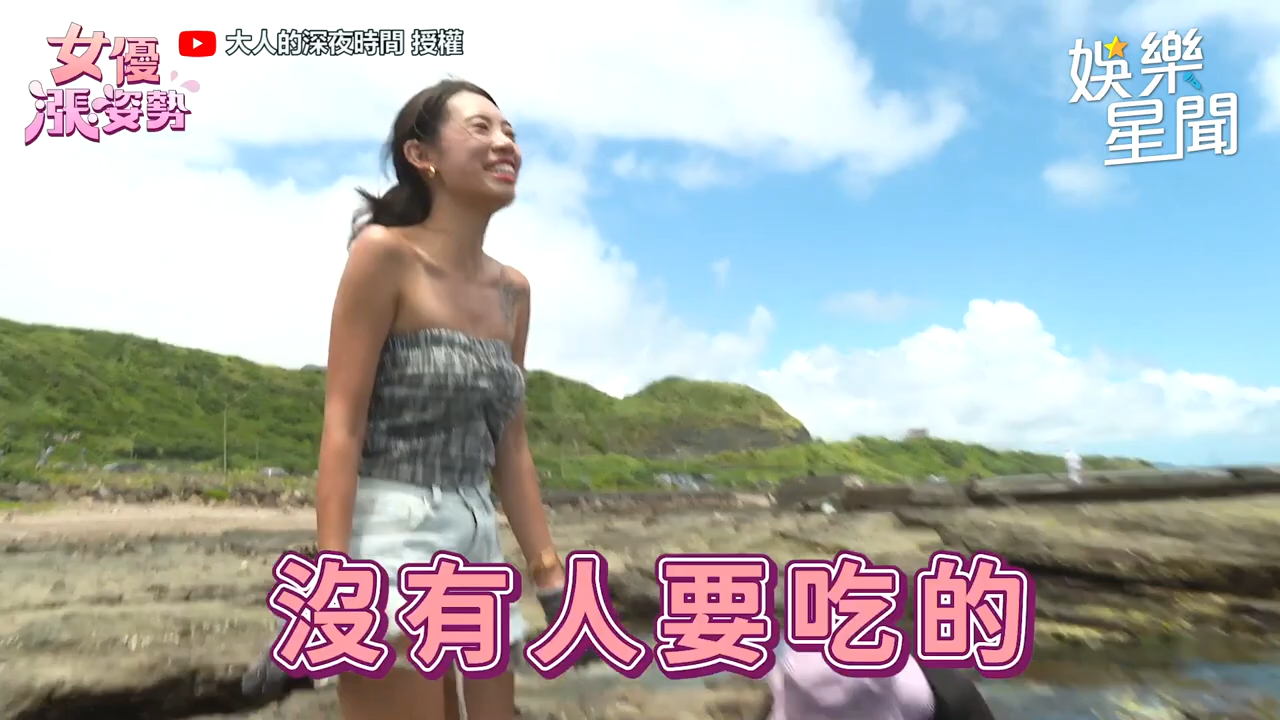 女優
漲姿勢
大人的深夜時間 授權
娛樂
星聞
沒有人要吃的